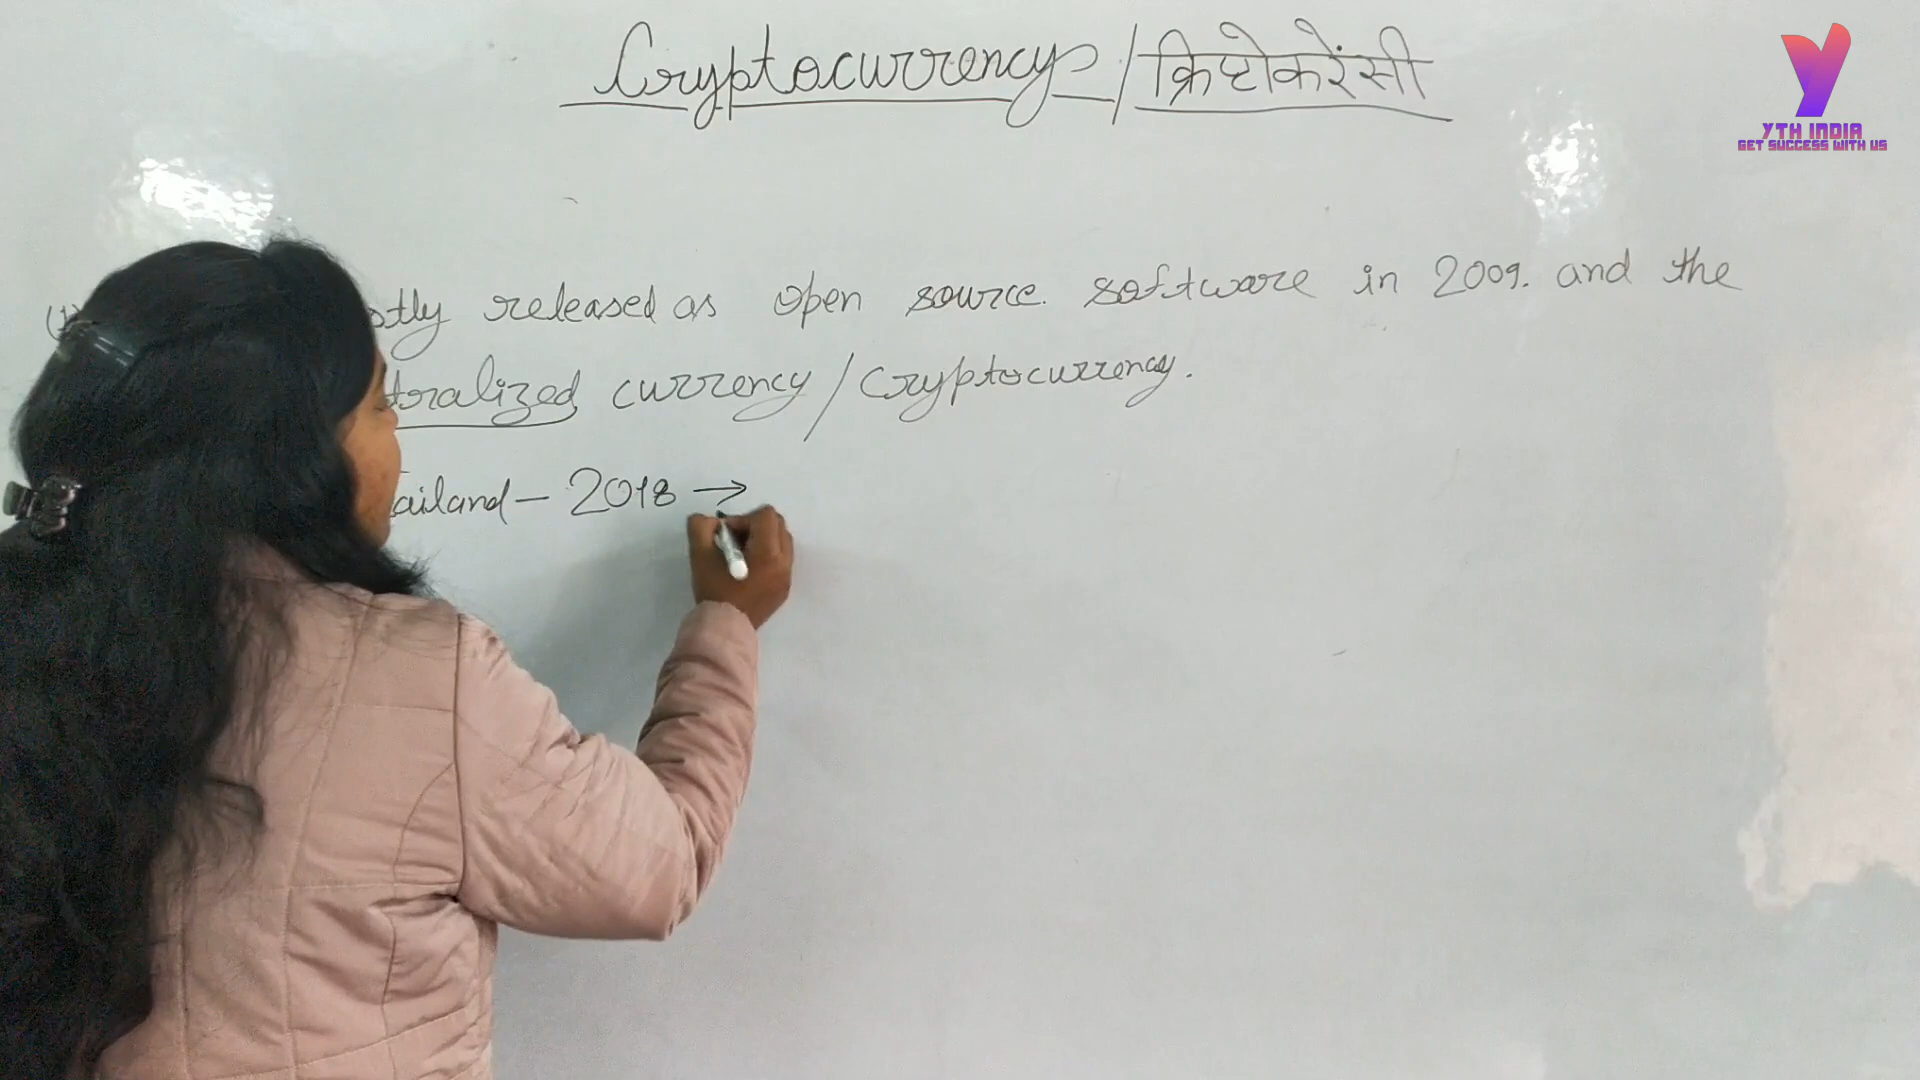 Cryptocurrency / क्रिप्टोकरेंसी
YTH INDIA
GET SUCCESS WITH US
(1) stly released as open source. software in 2009. and the
tralized currency / Cryptocurrency.
ailand – 2018 →